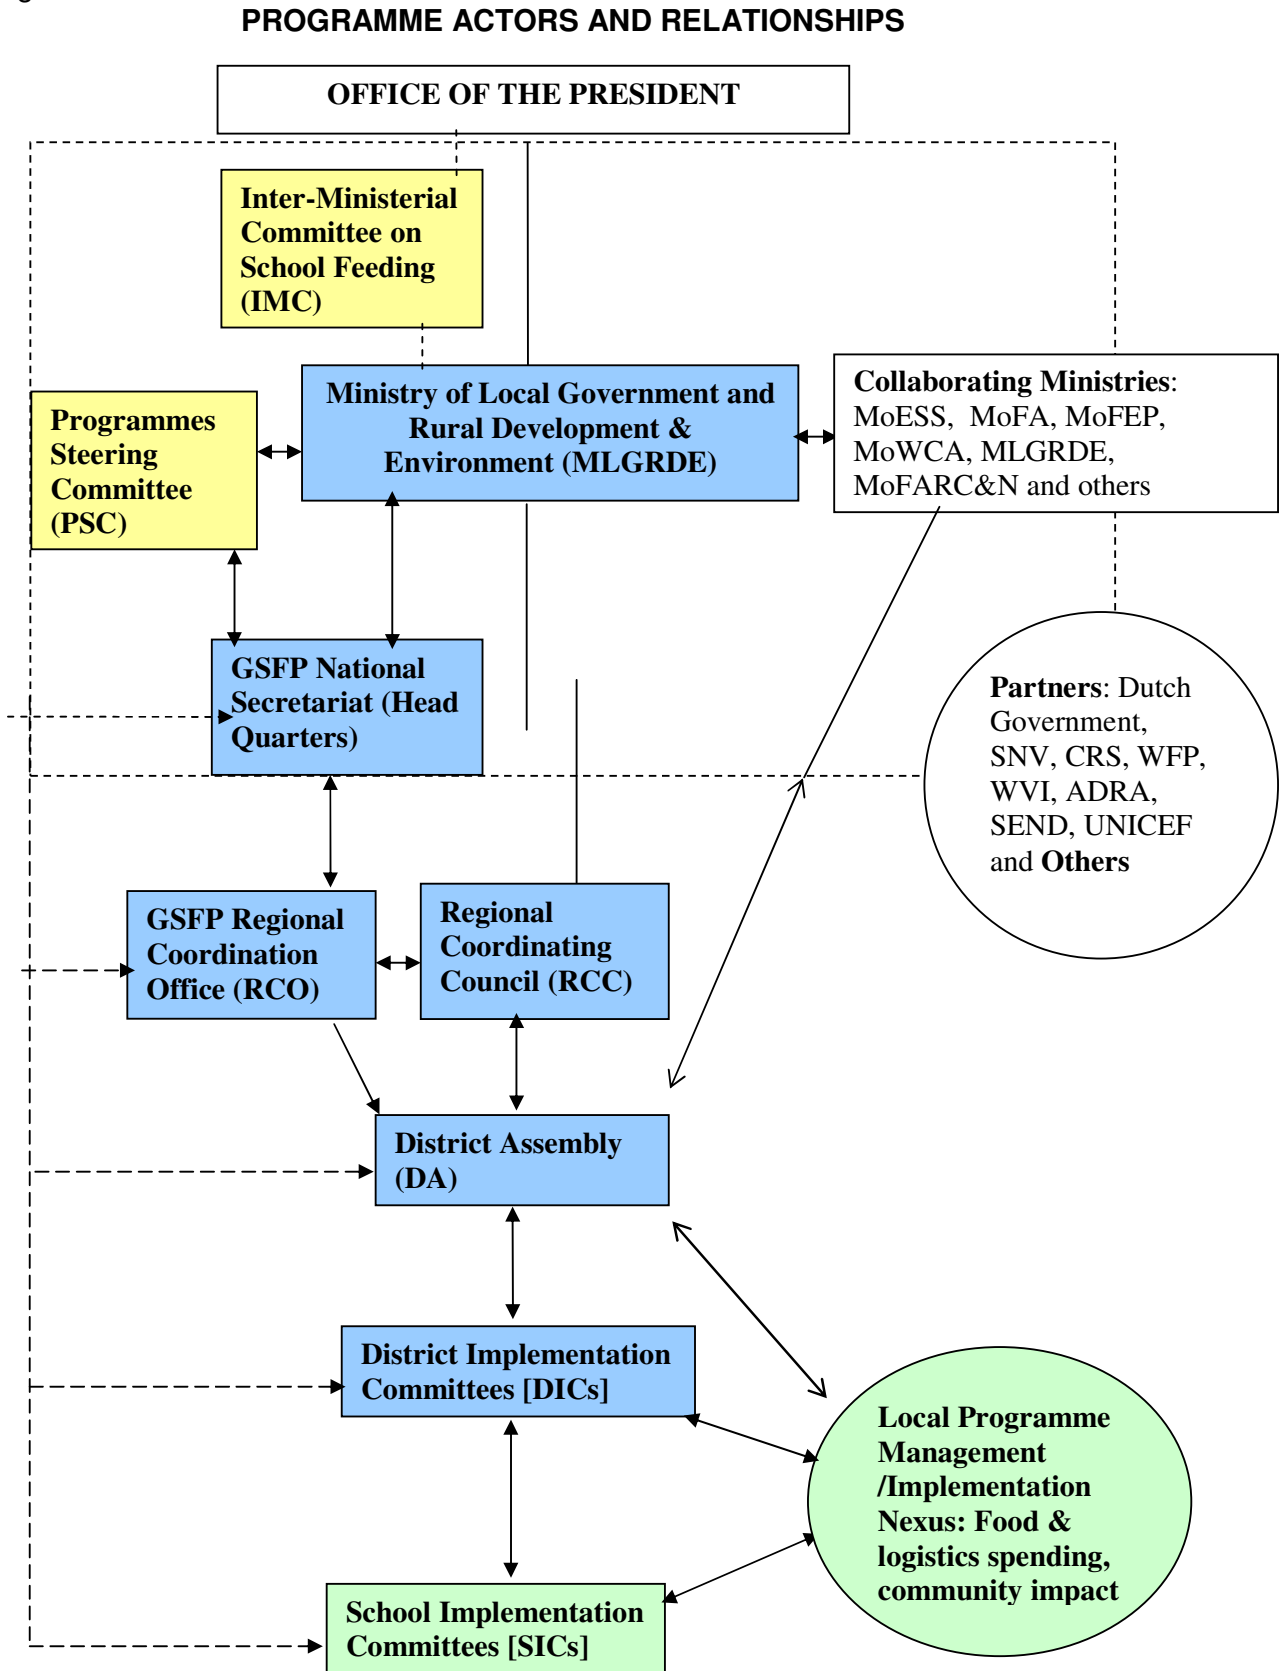 PROGRAMME ACTORS AND RELATIONSHIPS
OFFICE OF THE PRESIDENT
Inter-Ministerial
Committee on
School Feeding
(IMC)
Ministry of Local Government and
Rural Development &
Environment (MLGRDE)
Collaborating Ministries:
MoESS, MoFA, MoFEP,
MoWCA, MLGRDE,
MoFARC&N and others
Programmes
Steering
Committee
(PSC)
GSFP National
Secretariat (Head
Quarters)
Partners: Dutch
Government,
SNV, CRS, WFP,
WVI, ADRA,
SEND, UNICEF
and Others
GSFP Regional
Coordination
Office (RCO)
Regional
Coordinating
Council (RCC)
District Assembly
(DA)
District Implementation
Committees [DICs]
Local Programme
Management
/Implementation
Nexus: Food &
logistics spending,
community impact
School Implementation
Committees [SICs]